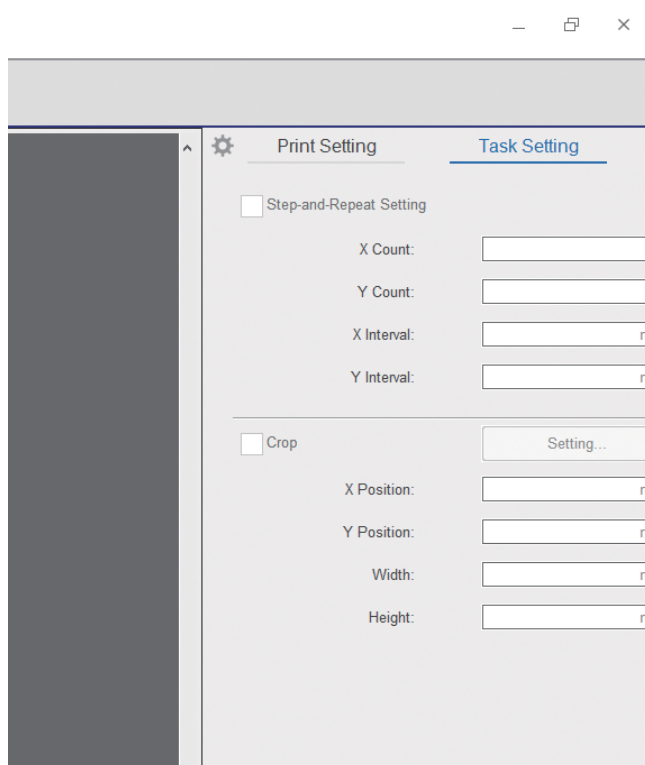 Print Setting Task Setting
Step-and-Repeat Setting
X Count:
Y Count:
X Interval:
Y Interval:
Crop Setting...
X Position:
Y Position:
Width:
Height: